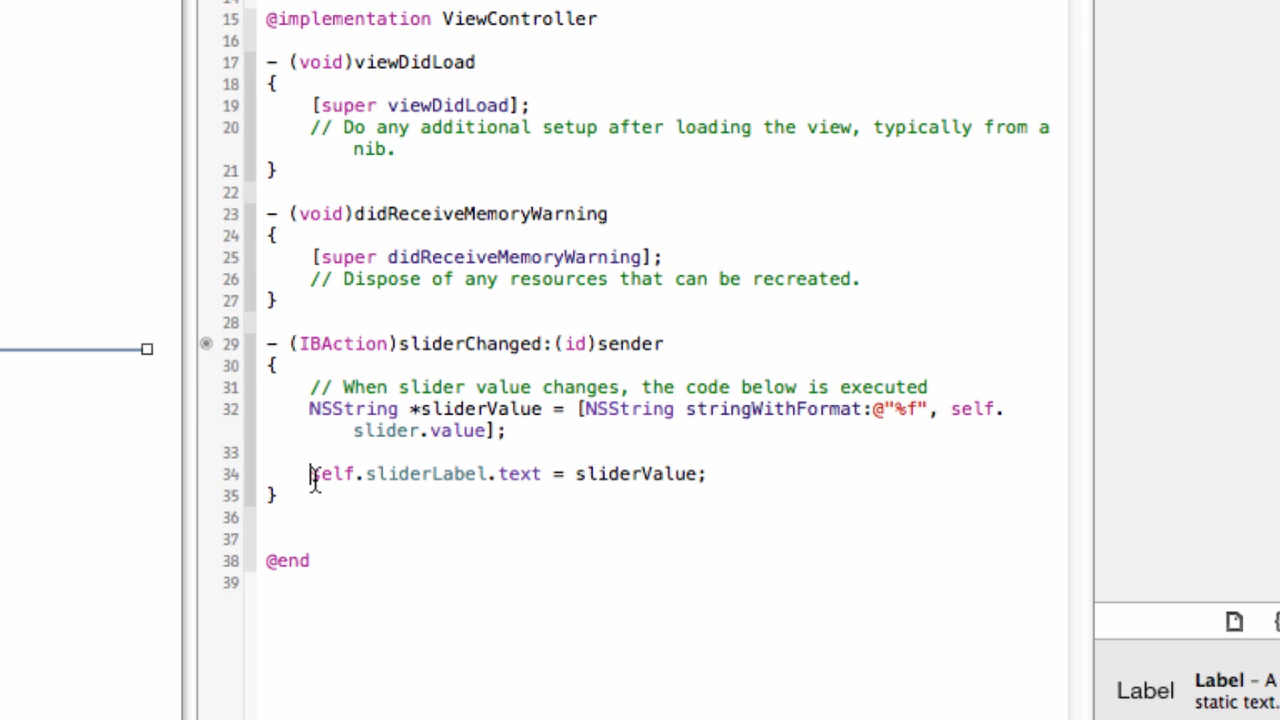 14
15 @implementation ViewController
16
17 - (void)viewDidLoad
18 {
19 [super viewDidLoad];
20 // Do any additional setup after loading the view, typically from a
nib.
21 }
22
23 - (void)didReceiveMemoryWarning
24 {
25 [super didReceiveMemoryWarning];
26 // Dispose of any resources that can be recreated.
27 }
28
29 - (IBAction)sliderChanged:(id)sender
30 {
31 // When slider value changes, the code below is executed
32 NSString *sliderValue = [NSString stringWithFormat:@"%f", self.
slider.value];
33
34 self.sliderLabel.text = sliderValue;
35 }
36
37
38 @end
39
Label
Label – A
static text.